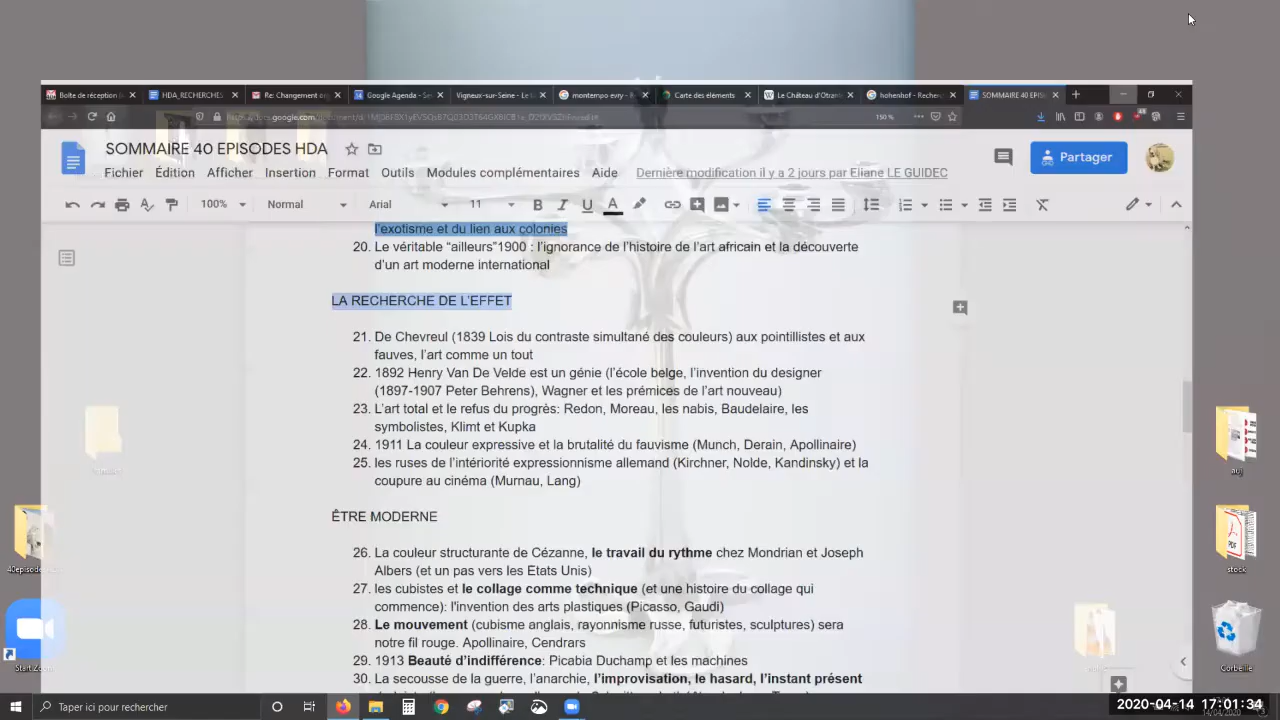 Boîte de réception
HDA_RECHERCHES
Re: Changement
Google Agenda - Se
Vigneux-sur-Seine - Le
montempo evry -
Carte des éléments
Le Château d'Otrant
hohenhof - Recher
SOMMAIRE 40 EPIS
150 %
SOMMAIRE 40 EPISODES HDA
Partager
Fichier Édition Afficher Insertion Format Outils Modules complémentaires Aide Dernière modification il y a 2 jours par Eliane LE GUIDEC
100% Normal Arial 11
l'exotisme et du lien aux colonies
20. Le véritable "ailleurs"1900 : l'ignorance de l'histoire de l'art africain et la découverte
d'un art moderne international
LA RECHERCHE DE L'EFFET
21. De Chevreul (1839 Lois du contraste simultané des couleurs) aux pointillistes et aux
fauves, l'art comme un tout
22. 1892 Henry Van De Velde est un génie (l'école belge, l'invention du designer
(1897-1907 Peter Behrens), Wagner et les prémices de l'art nouveau)
23. L'art total et le refus du progrès: Redon, Moreau, les nabis, Baudelaire, les
symbolistes, Klimt et Kupka
24. 1911 La couleur expressive et la brutalité du fauvisme (Munch, Derain, Apollinaire)
25. les ruses de l'intériorité expressionnisme allemand (Kirchner, Nolde, Kandinsky) et la
coupure au cinéma (Murnau, Lang)
ÊTRE MODERNE
26. La couleur structurante de Cézanne, le travail du rythme chez Mondrian et Joseph
Albers (et un pas vers les Etats Unis)
27. les cubistes et le collage comme technique (et une histoire du collage qui
commence): l'invention des arts plastiques (Picasso, Gaudi)
28. Le mouvement (cubisme anglais, rayonnisme russe, futuristes, sculptures) sera
notre fil rouge. Apollinaire, Cendrars
29. 1913 Beauté d'indifférence: Picabia Duchamp et les machines
30. La secousse de la guerre, l'anarchie, l'improvisation, le hasard, l'instant présent
aoj
PDF
stock
Corbeille
Start Zoom
Taper ici pour rechercher
2020-04-14 17:01:34